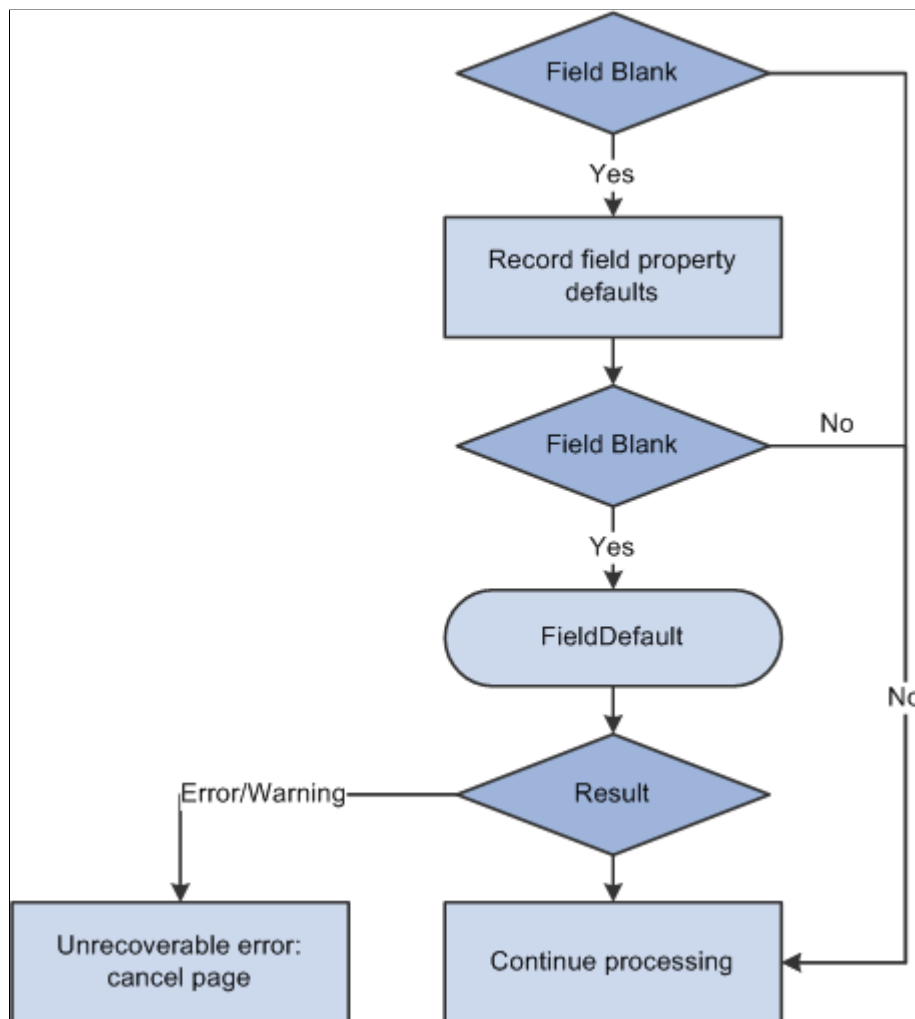 Field Blank
Yes
Record field property
defaults
Field Blank
No
Yes
FieldDefault
No
Error/Warning
Result
Unrecoverable error:
cancel page
Continue processing